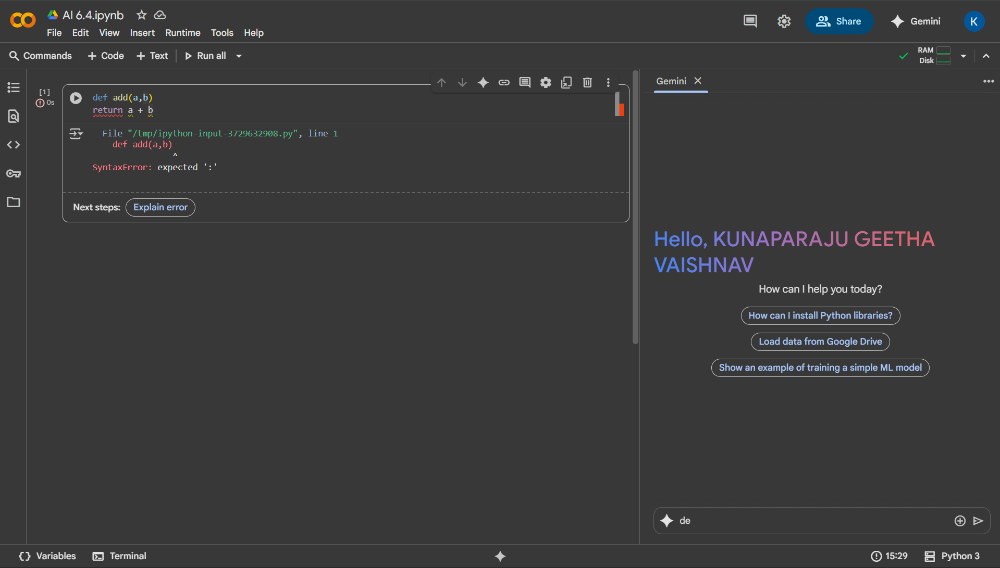 AI 6.4.ipynb
File Edit View Insert Runtime Tools Help
Share
Gemini
K
Commands + Code + Text Run all
RAM
Disk
[1]
0s
def add(a,b)
return a + b
File "/tmp/ipython-input-3729632908.py", line 1
def add(a,b)
^
SyntaxError: expected ':'
Next steps: Explain error
Gemini
Hello, KUNAPARAJU GEETHA
VAISHNAV
How can I help you today?
How can I install Python libraries?
Load data from Google Drive
Show an example of training a simple ML model
de
Variables Terminal
15:29 Python 3